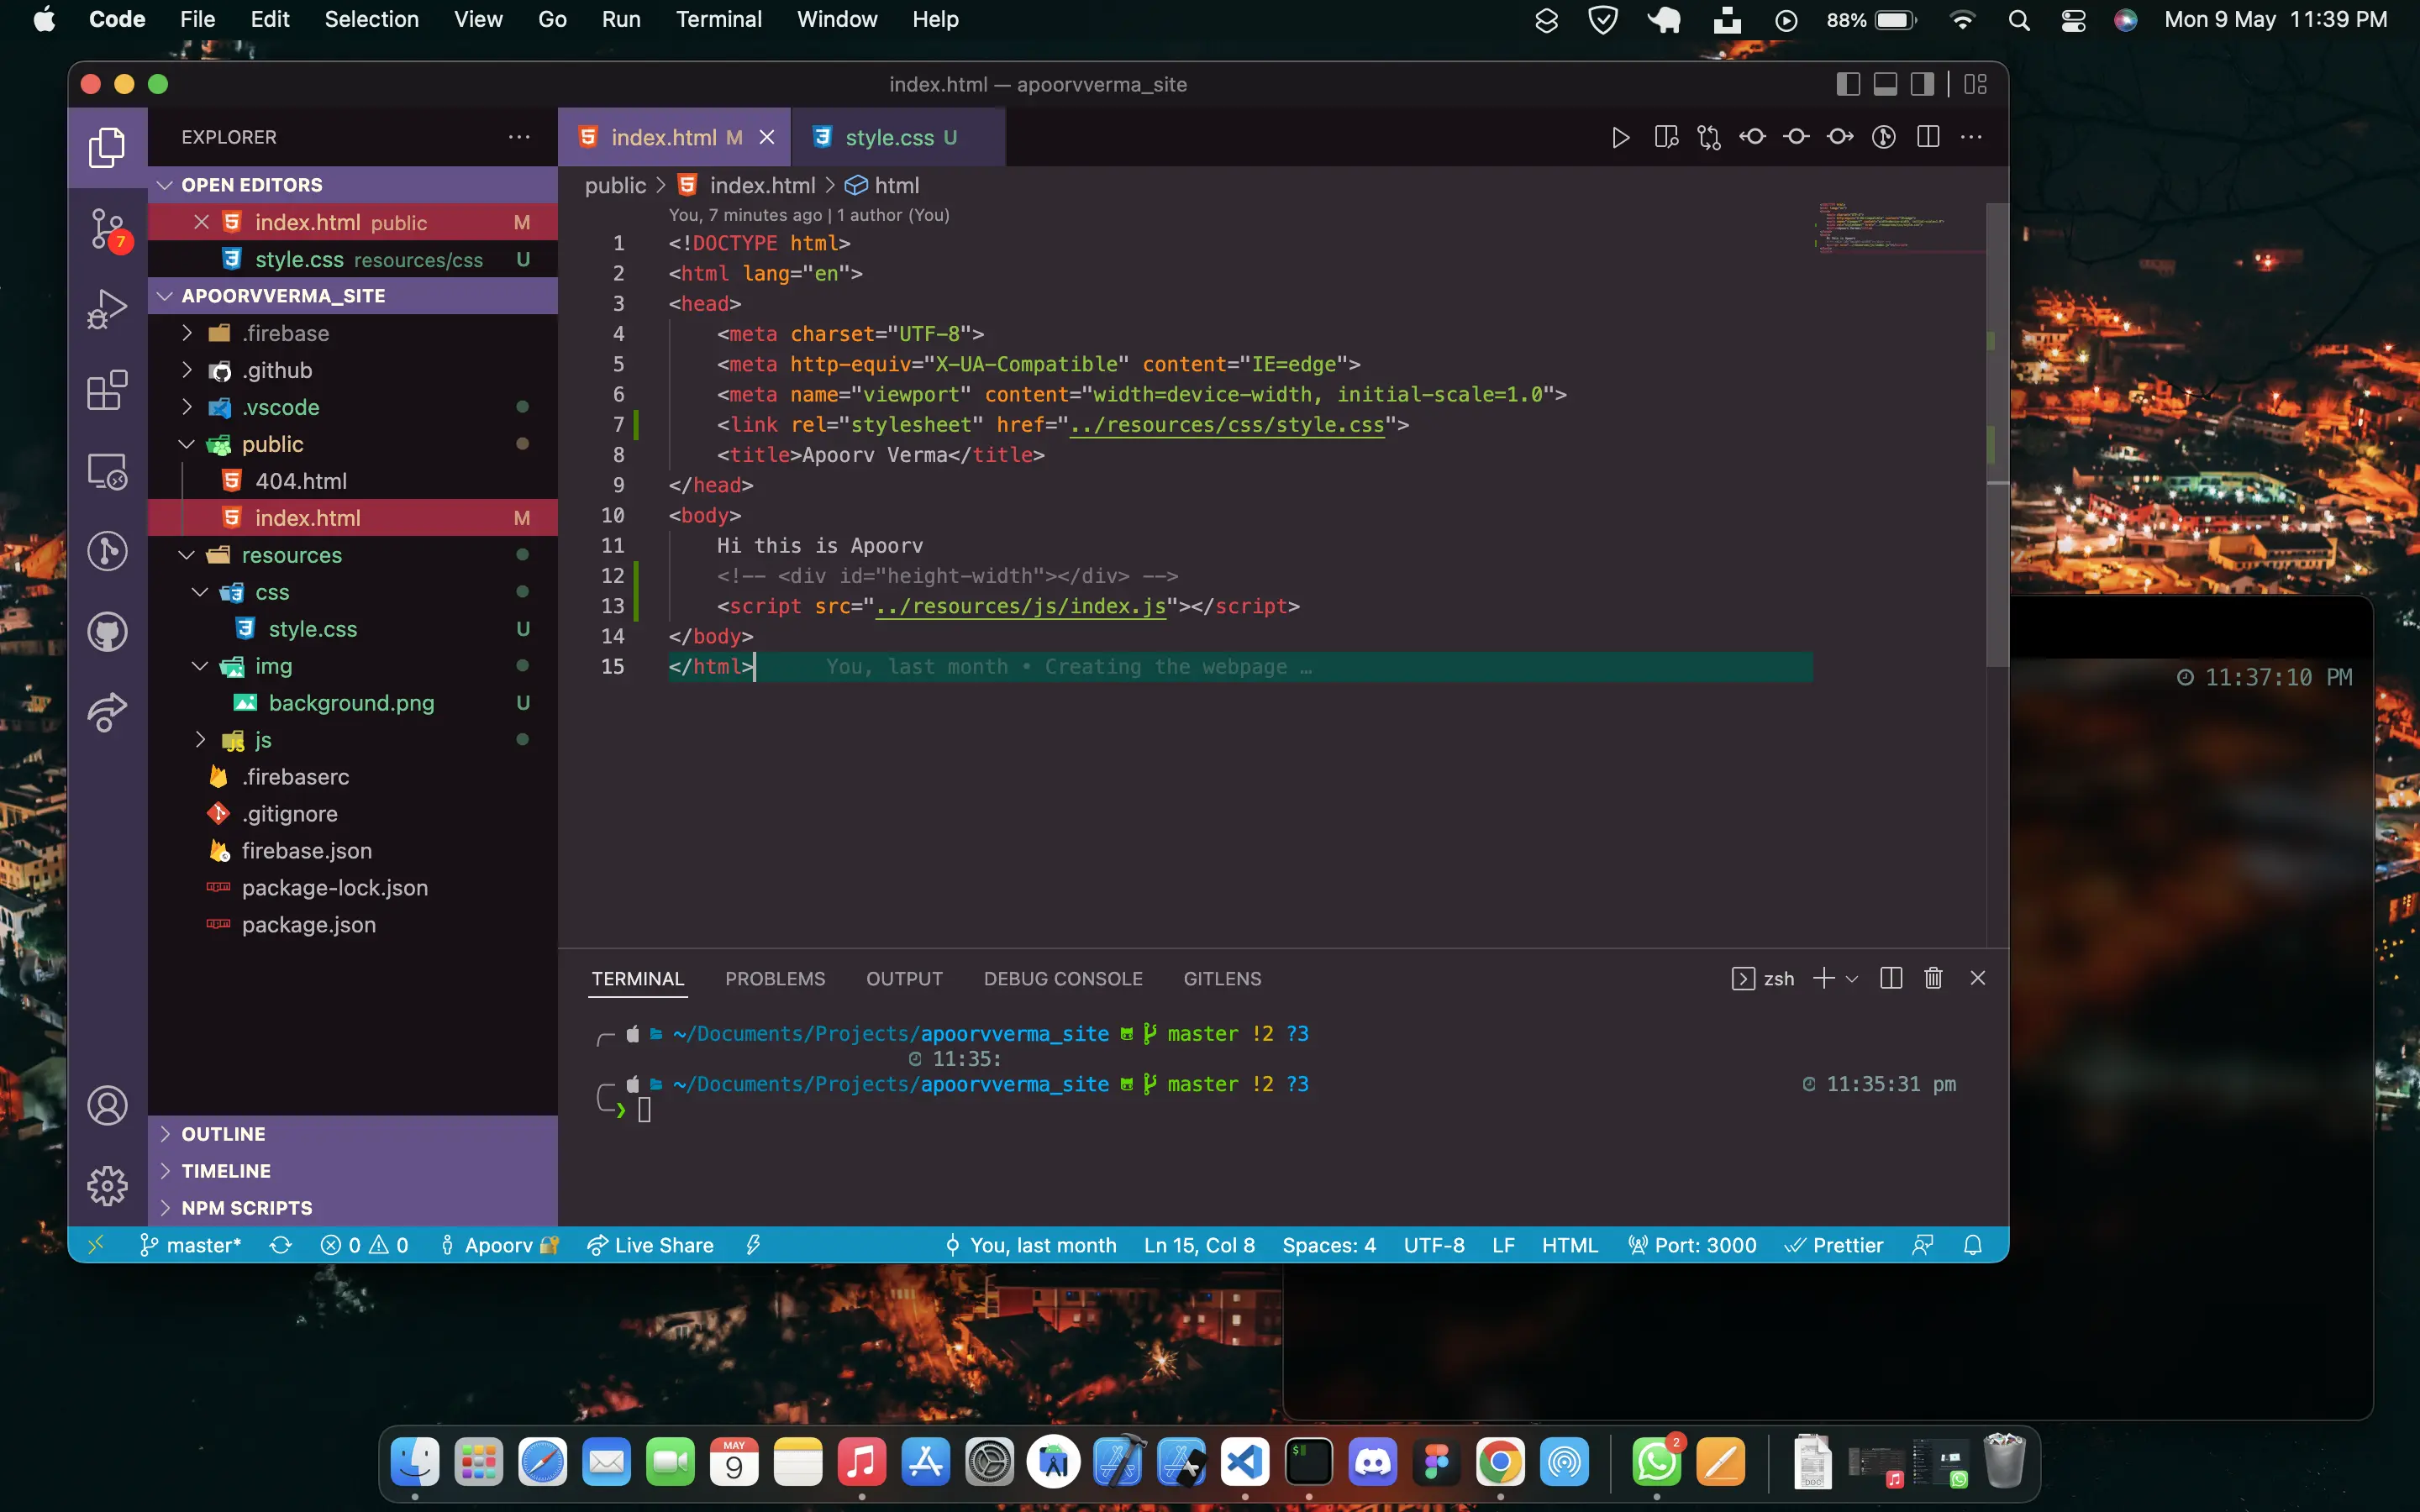 Code File Edit Selection View Go Run Terminal Window Help 88% Mon 9 May 11:39 PM
index.html — apoorvverma_site
EXPLORER
index.html M
style.css U
OPEN EDITORS
index.html public M
style.css resources/css U
APOORVVERMA_SITE
.firebase
.github
.vscode
public
404.html
index.html M
resources
css
style.css U
img
background.png U
js
.firebaserc
.gitignore
firebase.json
package-lock.json
package.json
OUTLINE
TIMELINE
NPM SCRIPTS
7
public > index.html > html
You, 7 minutes ago | 1 author (You)
1 <!DOCTYPE html>
2 <html lang="en">
3 <head>
4 <meta charset="UTF-8">
5 <meta http-equiv="X-UA-Compatible" content="IE=edge">
6 <meta name="viewport" content="width=device-width, initial-scale=1.0">
7 <link rel="stylesheet" href="../resources/css/style.css">
8 <title>Apoorv Verma</title>
9 </head>
10 <body>
11 Hi this is Apoorv
12 <!-- <div id="height-width"></div> -->
13 <script src="../resources/js/index.js"></script>
14 </body>
15 </html> You, last month • Creating the webpage …
11:37:10 PM
TERMINAL PROBLEMS OUTPUT DEBUG CONSOLE GITLENS zsh
~/Documents/Projects/apoorvverma_site master !2 ?3
11:35:
~/Documents/Projects/apoorvverma_site master !2 ?3 11:35:31 pm
master* 0 0 Apoorv Live Share You, last month Ln 15, Col 8 Spaces: 4 UTF-8 LF HTML Port: 3000 Prettier
MAY
9
2